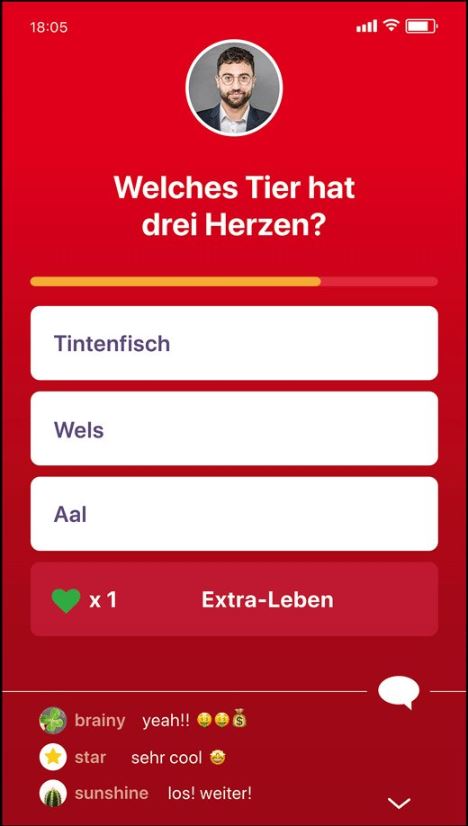 18:05
Welches Tier hat
drei Herzen?
Tintenfisch
Wels
Aal
x 1 Extra-Leben
brainy yeah!! 🤑🤑💰
star sehr cool 🤩
sunshine los! weiter!